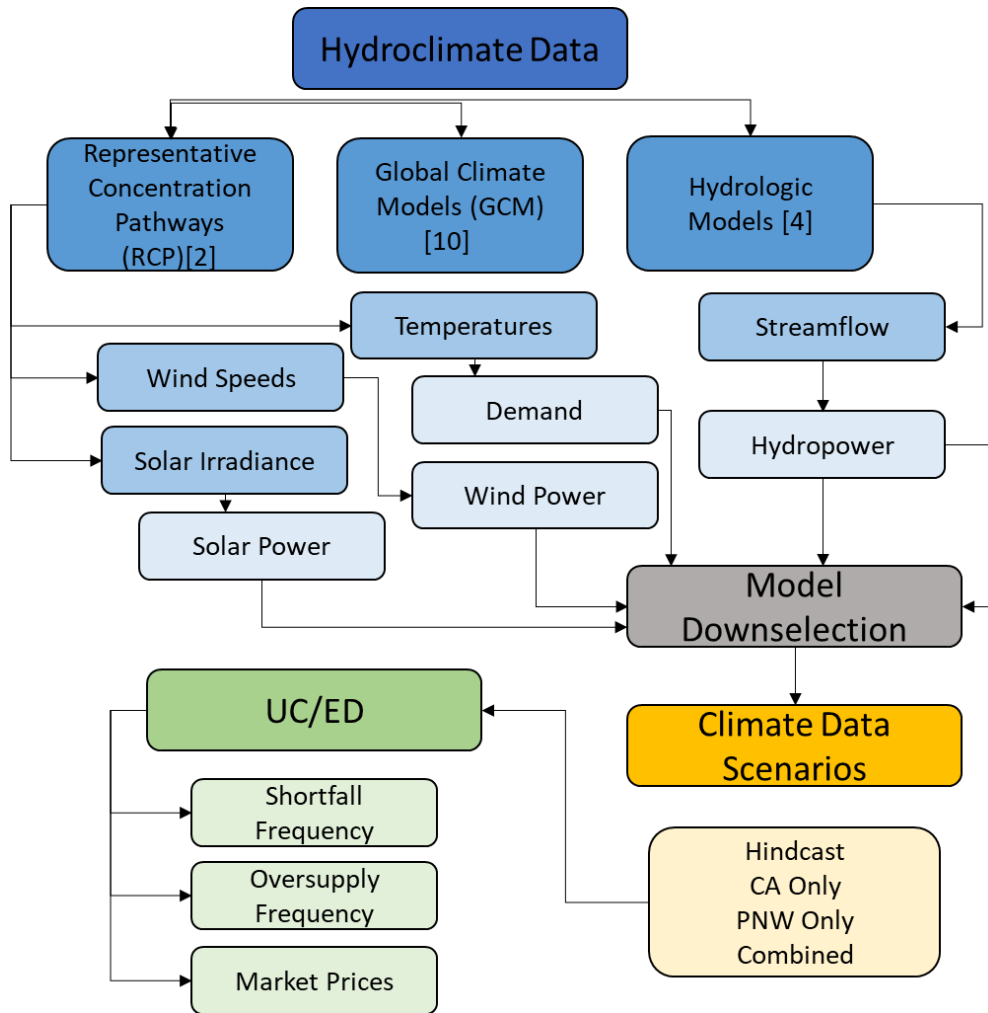 Hydroclimate Data
Representative
Concentration
Pathways
(RCP)[2]
Global Climate
Models (GCM)
[10]
Hydrologic
Models [4]
Temperatures
Streamflow
Wind Speeds
Demand
Hydropower
Solar Irradiance
Wind Power
Solar Power
Model
Downselection
UC/ED
Climate Data
Scenarios
Shortfall
Frequency
Oversupply
Frequency
Market Prices
Hindcast
CA Only
PNW Only
Combined